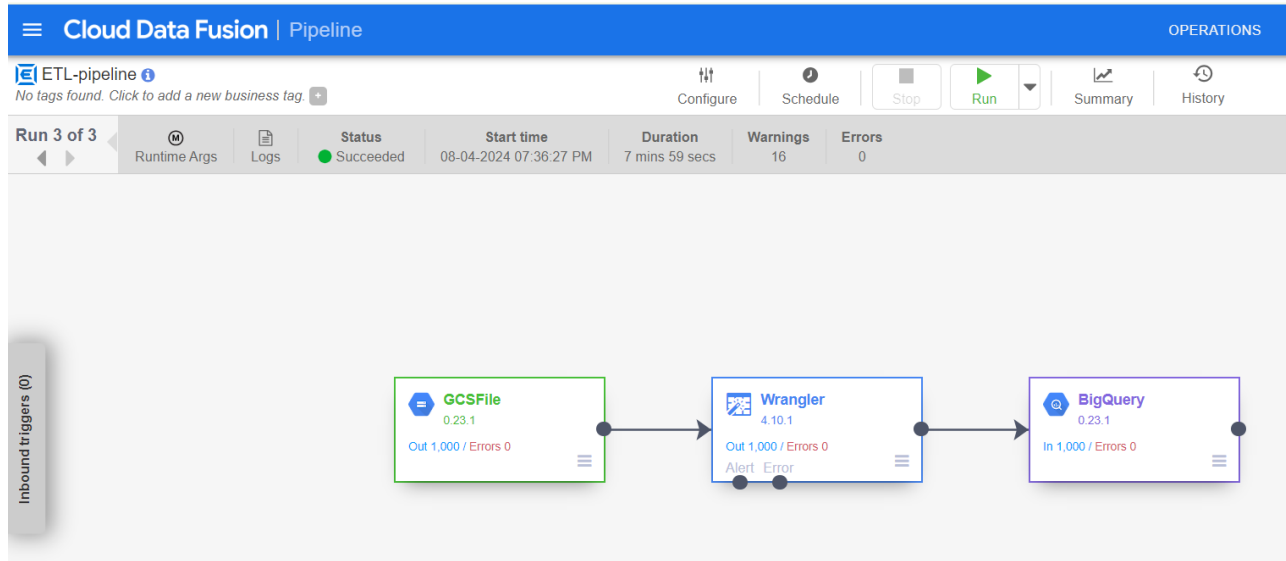 Cloud Data Fusion | Pipeline
OPERATIONS
ETL-pipeline
No tags found. Click to add a new business tag. +
Configure
Schedule
Stop
Run
Summary
History
Run 3 of 3
M
Runtime Args
Logs
Status
Succeeded
Start time
08-04-2024 07:36:27 PM
Duration
7 mins 59 secs
Warnings
16
Errors
0
Inbound triggers (0)
GCSFile
0.23.1
Out 1,000 / Errors 0
Wrangler
4.10.1
Out 1,000 / Errors 0
Alert Error
BigQuery
0.23.1
In 1,000 / Errors 0